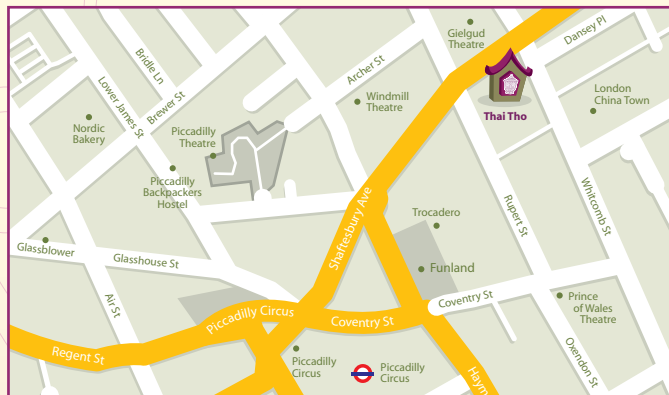 Gielgud
Theatre
Dansey Pl
Bridle Ln
Archer St
Lower James St
Brewer St
Windmill
Theatre
London
China Town
Thai Tho
Nordic
Bakery
Piccadilly
Theatre
Piccadilly
Backpackers
Hostel
Rupert St
Whitcomb St
Shaftesbury Ave
Trocadero
Glassblower
Glasshouse St
Funland
Air St
Coventry St
Prince
of Wales
Theatre
Piccadilly Circus
Coventry St
Regent St
Oxendon St
Piccadilly
Circus
Piccadilly
Circus
Haym